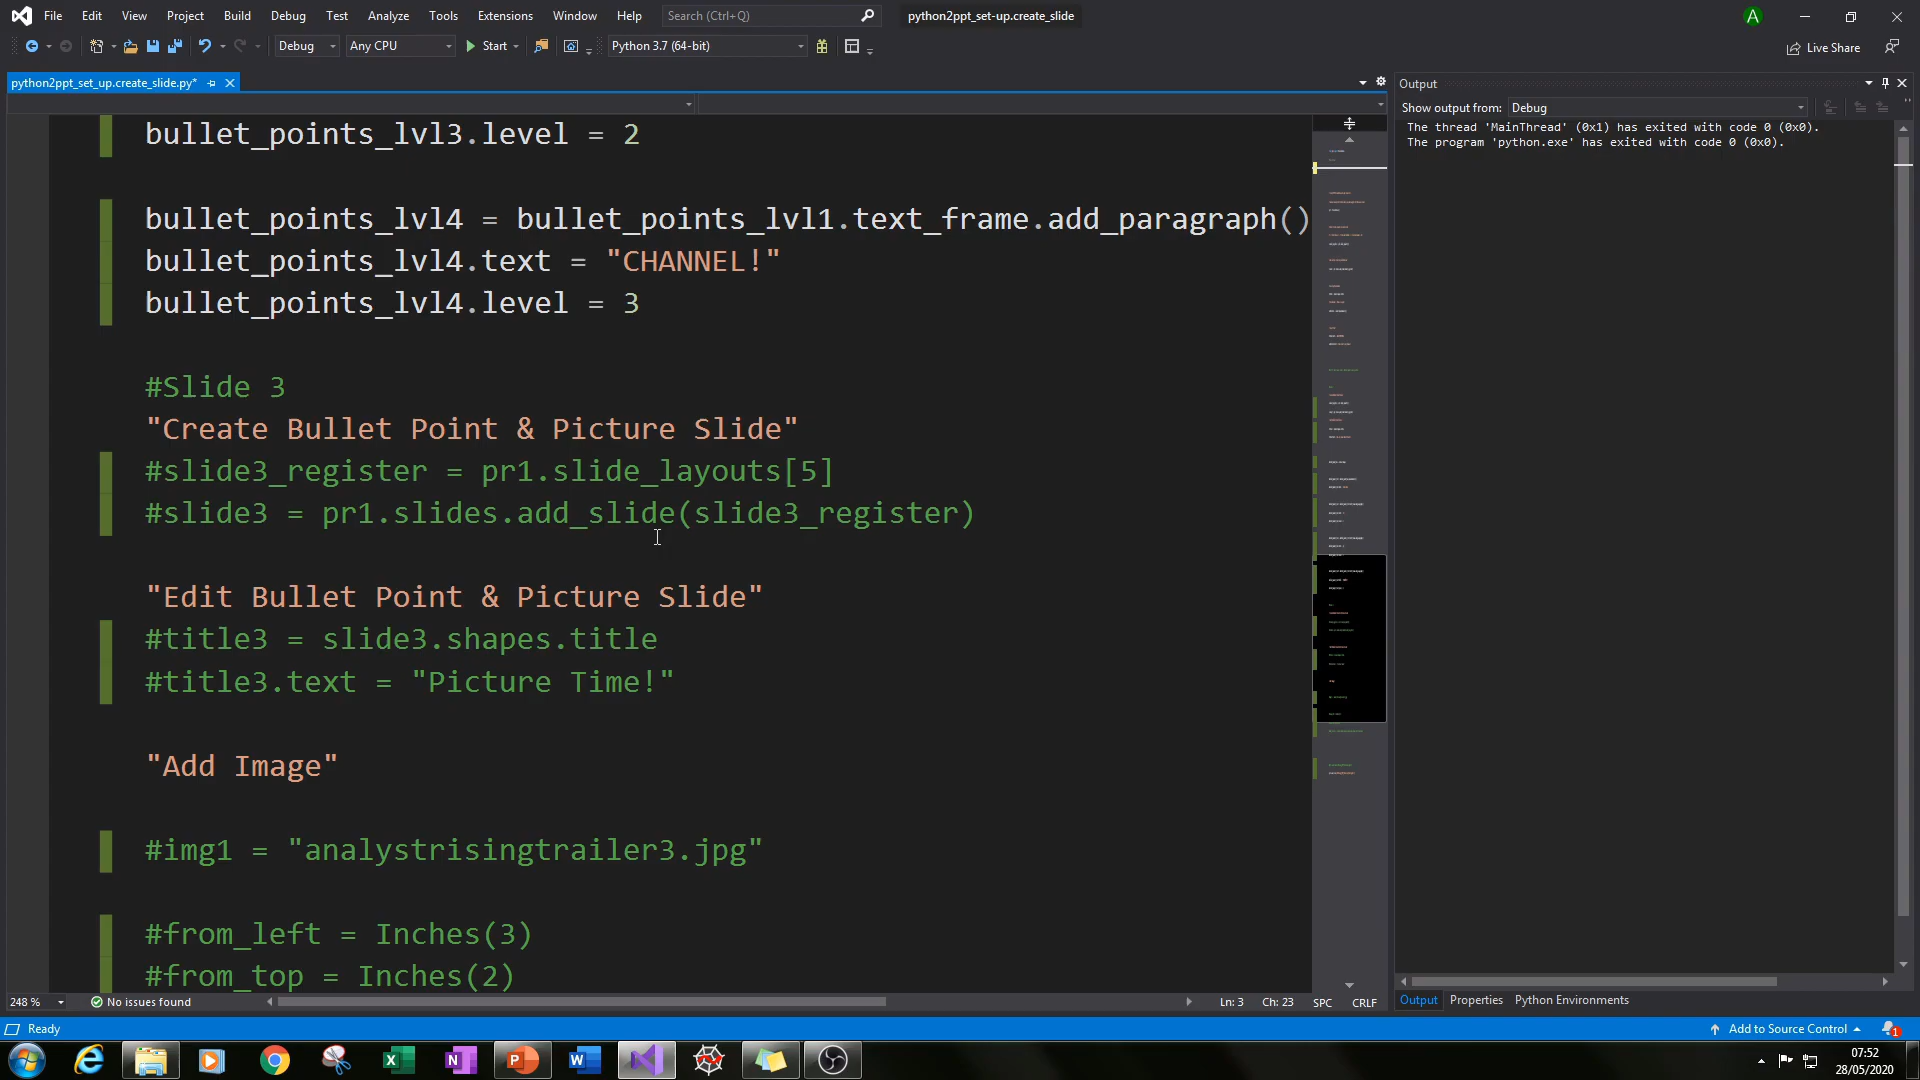 File Edit View Project Build Debug Test Analyze Tools Extensions Window Help Search (Ctrl+Q) python2ppt_set-up.create_slide A
Debug Any CPU Start Python 3.7 (64-bit) Live Share
python2ppt_set_up.create_slide.py*
bullet_points_lvl3.level = 2
bullet_points_lvl4 = bullet_points_lvl1.text_frame.add_paragraph()
bullet_points_lvl4.text = "CHANNEL!"
bullet_points_lvl4.level = 3
#Slide 3
"Create Bullet Point & Picture Slide"
#slide3_register = pr1.slide_layouts[5]
#slide3 = pr1.slides.add_slide(slide3_register)
"Edit Bullet Point & Picture Slide"
#title3 = slide3.shapes.title
#title3.text = "Picture Time!"
"Add Image"
#img1 = "analystrisingtrailer3.jpg"
#from_left = Inches(3)
#from_top = Inches(2)
248 % No issues found Ln: 3 Ch: 23 SPC CRLF
Output
Show output from: Debug
The thread 'MainThread' (0x1) has exited with code 0 (0x0).
The program 'python.exe' has exited with code 0 (0x0).
Output Properties Python Environments
Ready Add to Source Control 1
07:52
28/05/2020